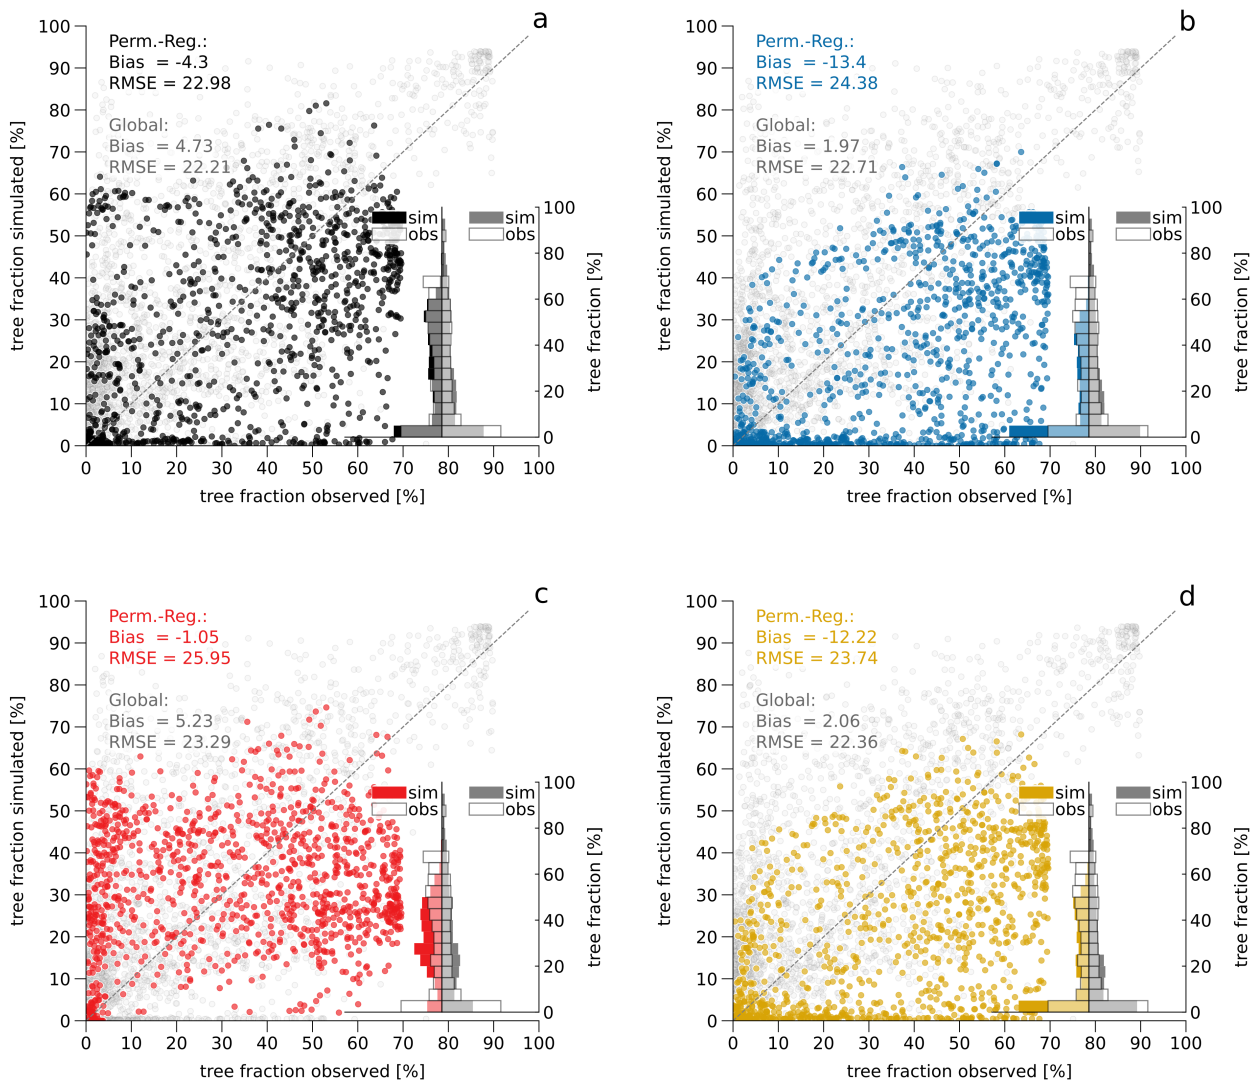 a
100
90
80
70
60
50
40
30
20
10
0
tree fraction simulated [%]
Perm.-Reg.:
Bias = -4.3
RMSE = 22.98
Global:
Bias = 4.73
RMSE = 22.21
sim
obs
sim
obs
100
80
60
40
20
0
tree fraction [%]
0 10 20 30 40 50 60 70 80 90 100
tree fraction observed [%]
b
100
90
80
70
60
50
40
30
20
10
0
tree fraction simulated [%]
Perm.-Reg.:
Bias = -13.4
RMSE = 24.38
Global:
Bias = 1.97
RMSE = 22.71
sim
obs
sim
obs
100
80
60
40
20
0
tree fraction [%]
0 10 20 30 40 50 60 70 80 90 100
tree fraction observed [%]
c
100
90
80
70
60
50
40
30
20
10
0
tree fraction simulated [%]
Perm.-Reg.:
Bias = -1.05
RMSE = 25.95
Global:
Bias = 5.23
RMSE = 23.29
sim
obs
sim
obs
100
80
60
40
20
0
tree fraction [%]
0 10 20 30 40 50 60 70 80 90 100
tree fraction observed [%]
d
100
90
80
70
60
50
40
30
20
10
0
tree fraction simulated [%]
Perm.-Reg.:
Bias = -12.22
RMSE = 23.74
Global:
Bias = 2.06
RMSE = 22.36
sim
obs
sim
obs
100
80
60
40
20
0
tree fraction [%]
0 10 20 30 40 50 60 70 80 90 100
tree fraction observed [%]